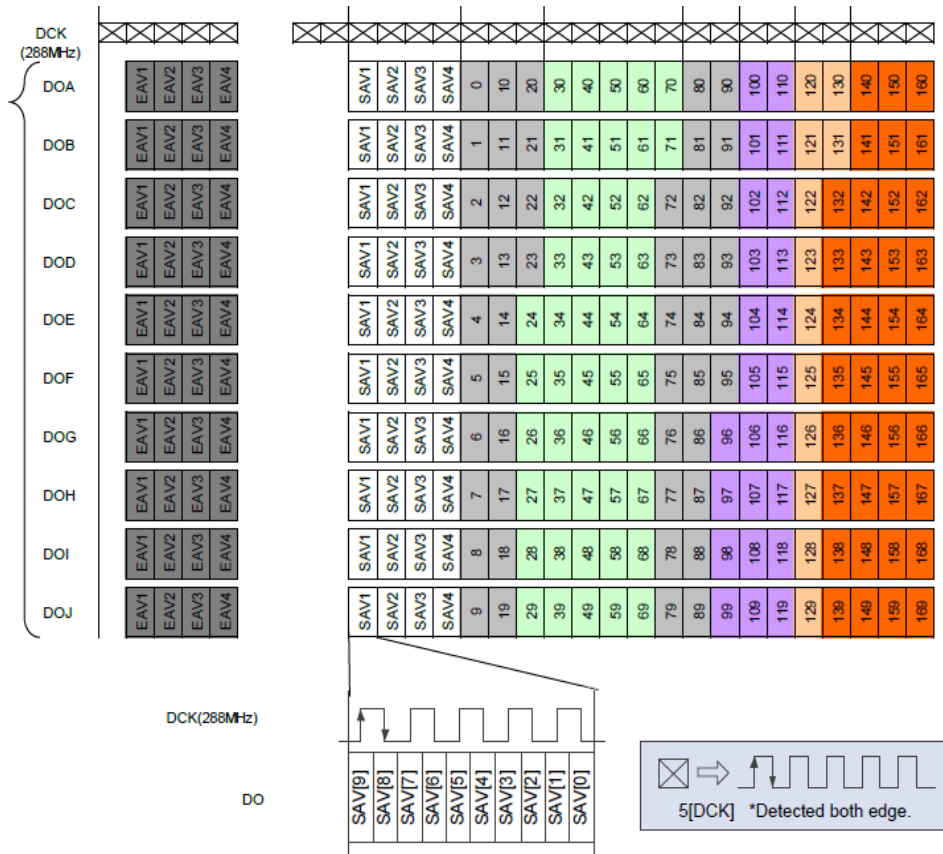 DCK
(288MHz)
DOA EAV1 EAV2 EAV3 EAV4 SAV1 SAV2 SAV3 SAV4 0 10 20 30 40 50 60 70 80 90 100 110 120 130 140 150 160
DOB EAV1 EAV2 EAV3 EAV4 SAV1 SAV2 SAV3 SAV4 1 11 21 31 41 51 61 71 81 91 101 111 121 131 141 151 161
DOC EAV1 EAV2 EAV3 EAV4 SAV1 SAV2 SAV3 SAV4 2 12 22 32 42 52 62 72 82 92 102 112 122 132 142 152 162
DOD EAV1 EAV2 EAV3 EAV4 SAV1 SAV2 SAV3 SAV4 3 13 23 33 43 53 63 73 83 93 103 113 123 133 143 153 163
DOE EAV1 EAV2 EAV3 EAV4 SAV1 SAV2 SAV3 SAV4 4 14 24 34 44 54 64 74 84 94 104 114 124 134 144 154 164
DOF EAV1 EAV2 EAV3 EAV4 SAV1 SAV2 SAV3 SAV4 5 15 25 35 45 55 65 75 85 95 105 115 125 135 145 155 165
DOG EAV1 EAV2 EAV3 EAV4 SAV1 SAV2 SAV3 SAV4 6 16 26 36 46 56 66 76 86 96 106 116 126 136 146 156 166
DOH EAV1 EAV2 EAV3 EAV4 SAV1 SAV2 SAV3 SAV4 7 17 27 37 47 57 67 77 87 97 107 117 127 137 147 157 167
DOI EAV1 EAV2 EAV3 EAV4 SAV1 SAV2 SAV3 SAV4 8 18 28 38 48 58 68 78 88 98 108 118 128 138 148 158 168
DOJ EAV1 EAV2 EAV3 EAV4 SAV1 SAV2 SAV3 SAV4 9 19 29 39 49 59 69 79 89 99 109 119 129 139 149 159 169
DCK(288MHz)
DO SAV[9] SAV[8] SAV[7] SAV[6] SAV[5] SAV[4] SAV[3] SAV[2] SAV[1] SAV[0]
5[DCK] *Detected both edge.